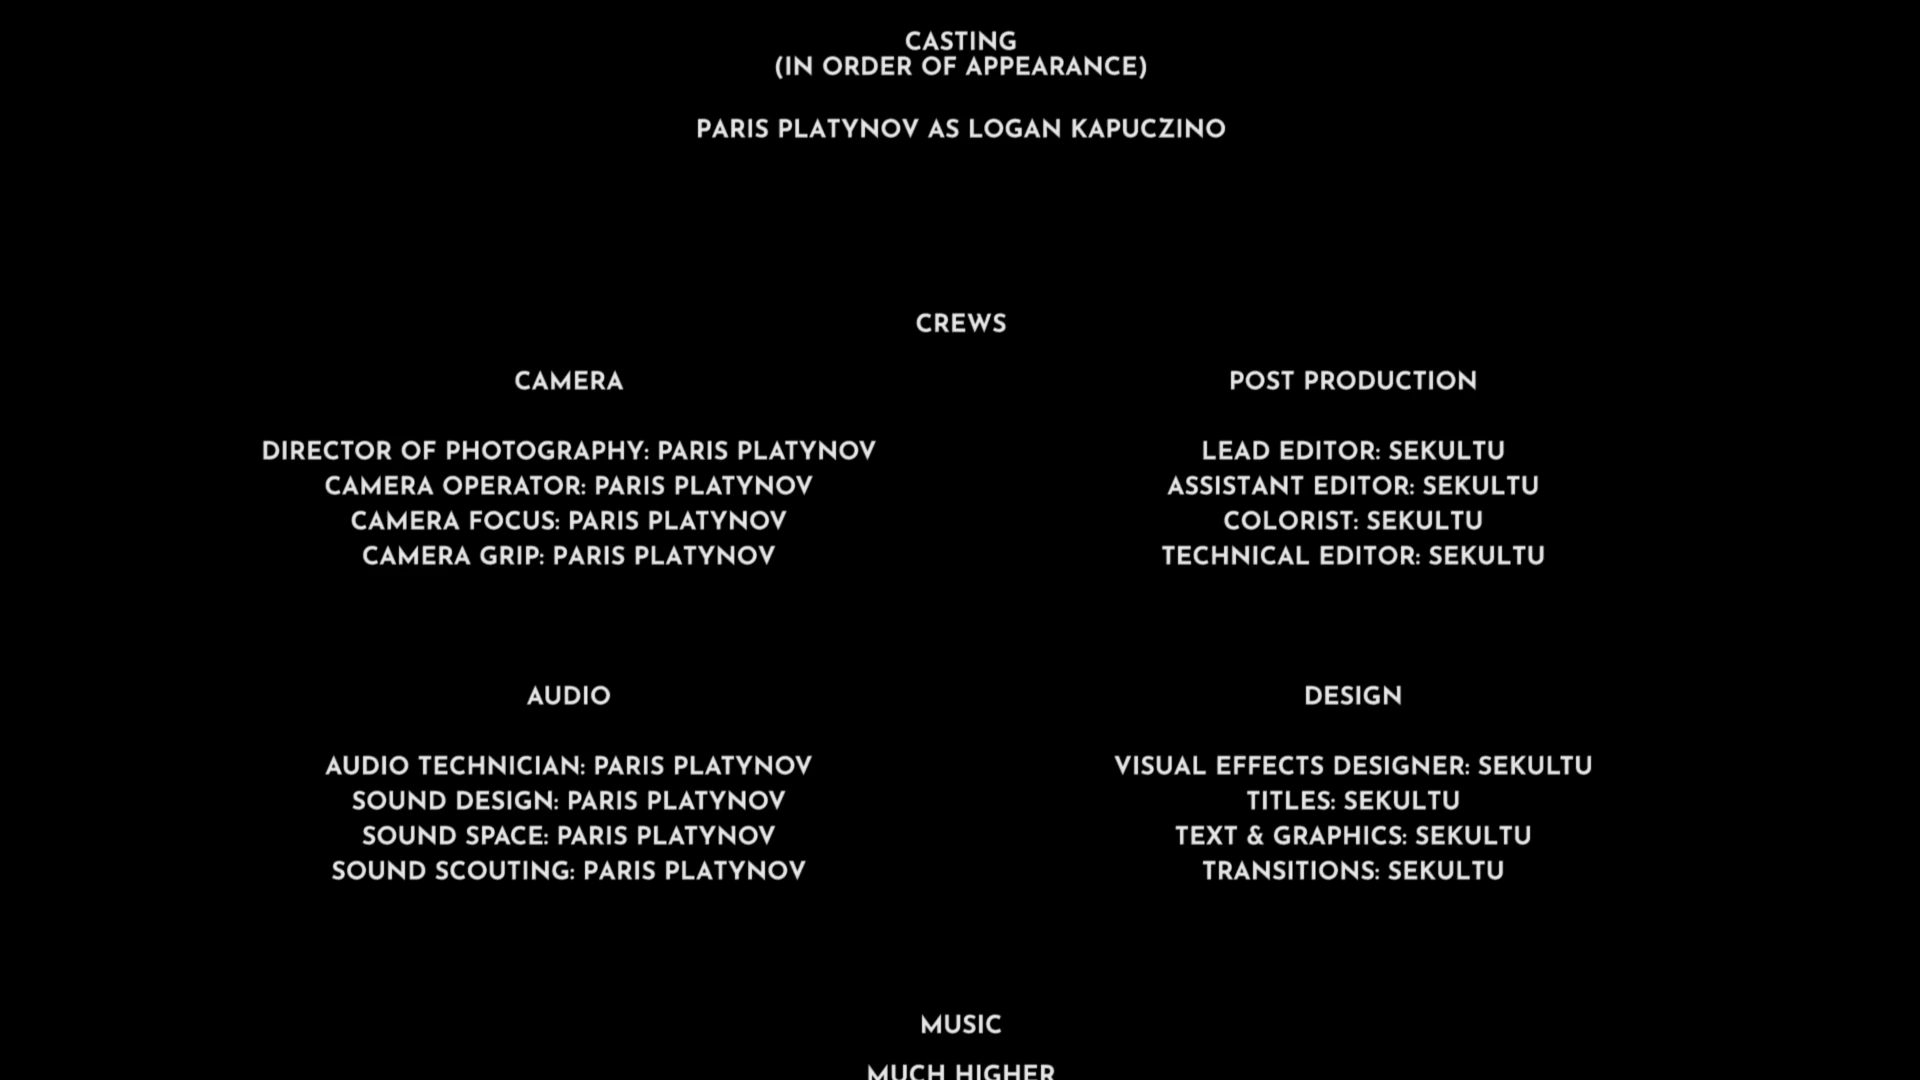 CASTING
(IN ORDER OF APPEARANCE)
PARIS PLATYNOV AS LOGAN KAPUCZINO
CREWS
CAMERA
DIRECTOR OF PHOTOGRAPHY: PARIS PLATYNOV
CAMERA OPERATOR: PARIS PLATYNOV
CAMERA FOCUS: PARIS PLATYNOV
CAMERA GRIP: PARIS PLATYNOV
POST PRODUCTION
LEAD EDITOR: SEKULTU
ASSISTANT EDITOR: SEKULTU
COLORIST: SEKULTU
TECHNICAL EDITOR: SEKULTU
AUDIO
AUDIO TECHNICIAN: PARIS PLATYNOV
SOUND DESIGN: PARIS PLATYNOV
SOUND SPACE: PARIS PLATYNOV
SOUND SCOUTING: PARIS PLATYNOV
DESIGN
VISUAL EFFECTS DESIGNER: SEKULTU
TITLES: SEKULTU
TEXT & GRAPHICS: SEKULTU
TRANSITIONS: SEKULTU
MUSIC
MUCH HIGHER